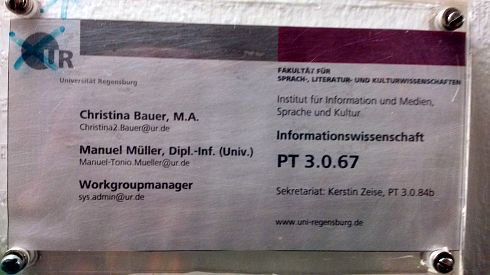 UR
Universität Regensburg
FAKULTÄT FÜR
SPRACH-, LITERATUR- UND KULTURWISSENSCHAFTEN
Institut für Information und Medien,
Sprache und Kultur
Informationswissenschaft
PT 3.0.67
Sekretariat: Kerstin Zeise, PT 3.0.84b
www.uni-regensburg.de
Christina Bauer, M.A.
Christina2.Bauer@ur.de
Manuel Müller, Dipl.-Inf. (Univ.)
Manuel-Tonio.Mueller@ur.de
Workgroupmanager
sys.admin@ur.de